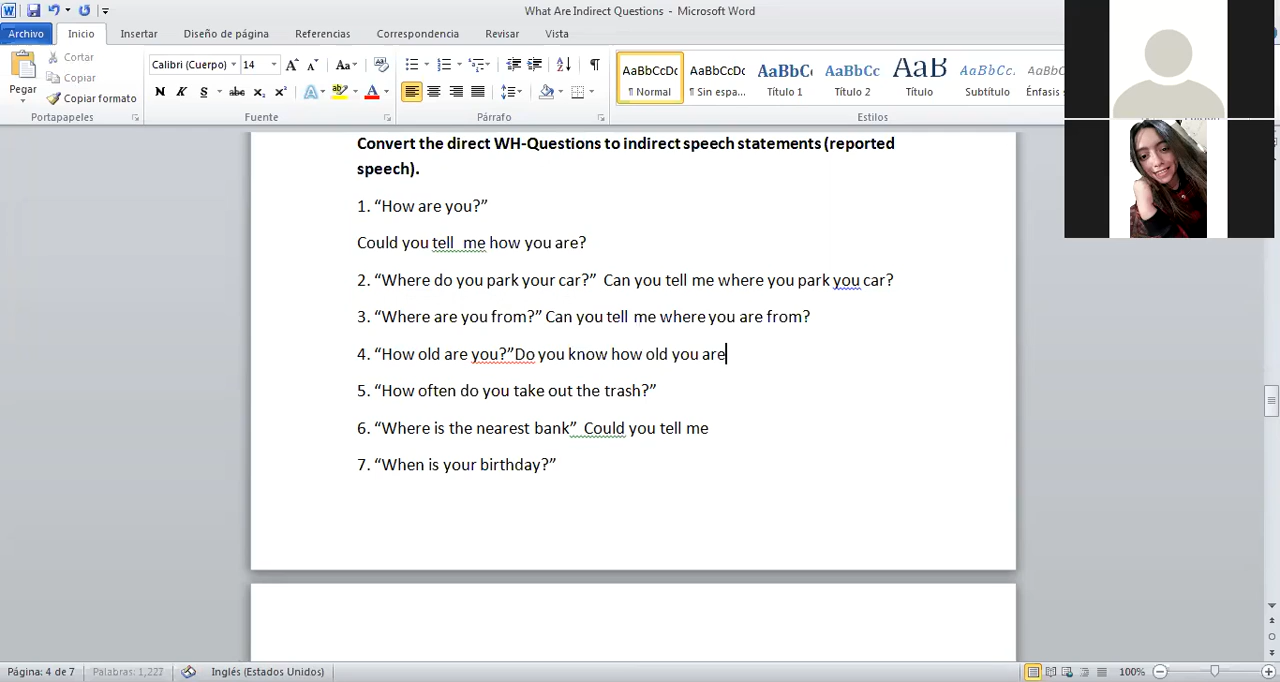 What Are Indirect Questions - Microsoft Word
Archivo Inicio Insertar Diseño de página Referencias Correspondencia Revisar Vista
Pegar
Cortar
Copiar
Copiar formato
Portapapeles
Calibri (Cuerpo) 14
Fuente
Párrafo
AaBbCcDc AaBbCcDc AaBbC AaBbCc AaB AaBbCc. AaBbC
¶ Normal ¶ Sin espa... Título 1 Título 2 Título Subtítulo Énfasis
Estilos
Convert the direct WH-Questions to indirect speech statements (reported
speech).
1. “How are you?”
Could you tell me how you are?
2. “Where do you park your car?” Can you tell me where you park you car?
3. “Where are you from?” Can you tell me where you are from?
4. “How old are you?”Do you know how old you are
5. “How often do you take out the trash?”
6. “Where is the nearest bank” Could you tell me
7. “When is your birthday?”
Página: 4 de 7 Palabras: 1,227 Inglés (Estados Unidos) 100%